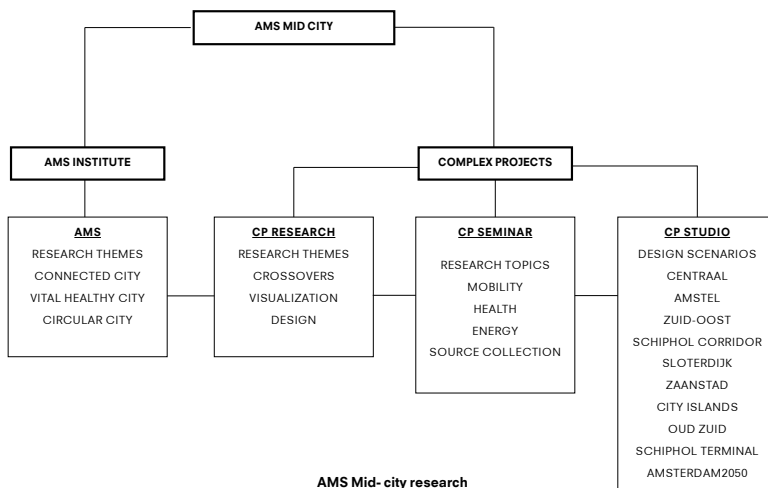 AMS MID CITY
AMS INSTITUTE
COMPLEX PROJECTS
AMS
RESEARCH THEMES
CONNECTED CITY
VITAL HEALTHY CITY
CIRCULAR CITY
CP RESEARCH
RESEARCH THEMES
CROSSOVERS
VISUALIZATION
DESIGN
CP SEMINAR
RESEARCH TOPICS
MOBILITY
HEALTH
ENERGY
SOURCE COLLECTION
CP STUDIO
DESIGN SCENARIOS
CENTRAAL
AMSTEL
ZUID-OOST
SCHIPHOL CORRIDOR
SLOTERDIJK
ZAANSTAD
CITY ISLANDS
OUD ZUID
SCHIPHOL TERMINAL
AMSTERDAM2050
AMS Mid- city research